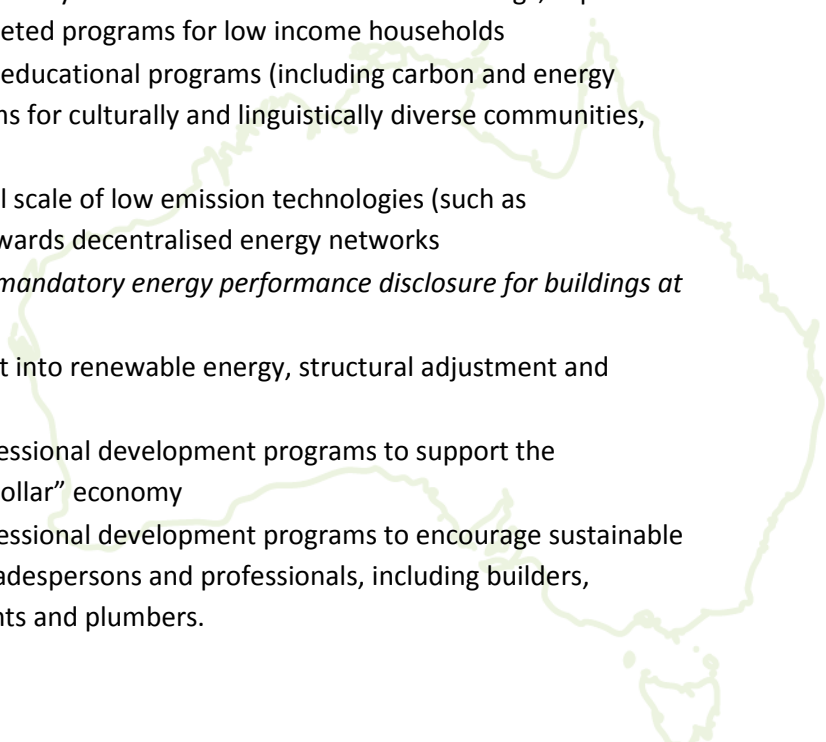 eted programs for low income households
educational programs (including carbon and energy
ns for culturally and linguistically diverse communities,
l scale of low emission technologies (such as
wards decentralised energy networks
mandatory energy performance disclosure for buildings at
t into renewable energy, structural adjustment and
essional development programs to support the
ollar” economy
essional development programs to encourage sustainable
adespersons and professionals, including builders,
nts and plumbers.